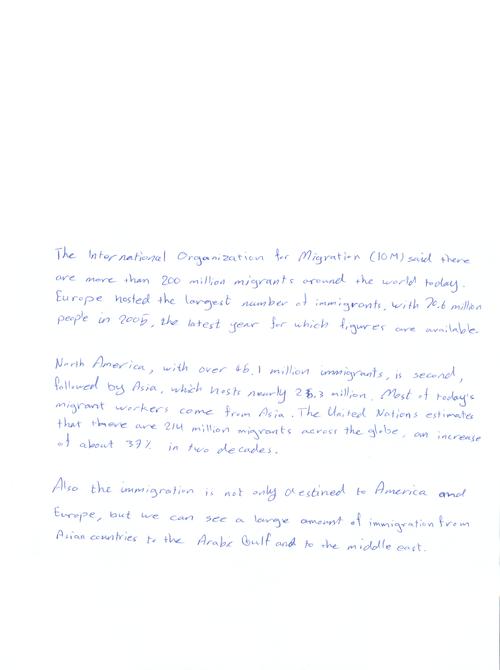 The International Organization for Migration (IOM) said there
are more than 200 million migrants around the world today.
Europe hosted the largest number of immigrants, with 70.6 million
people in 2005, the latest year for which figures are available.
North America, with over 45.1 million immigrants, is second,
followed by Asia, which hosts nearly 25.3 million. Most of today's
migrant workers come from Asia. The United Nations estimates
that there are 214 million migrants across the globe, an increase
of about 37% in two decades.
Also the immigration is not only destined to America and
Europe, but we can see a large amount of immigration from
Asian countries to the Arabic Gulf and to the middle east.